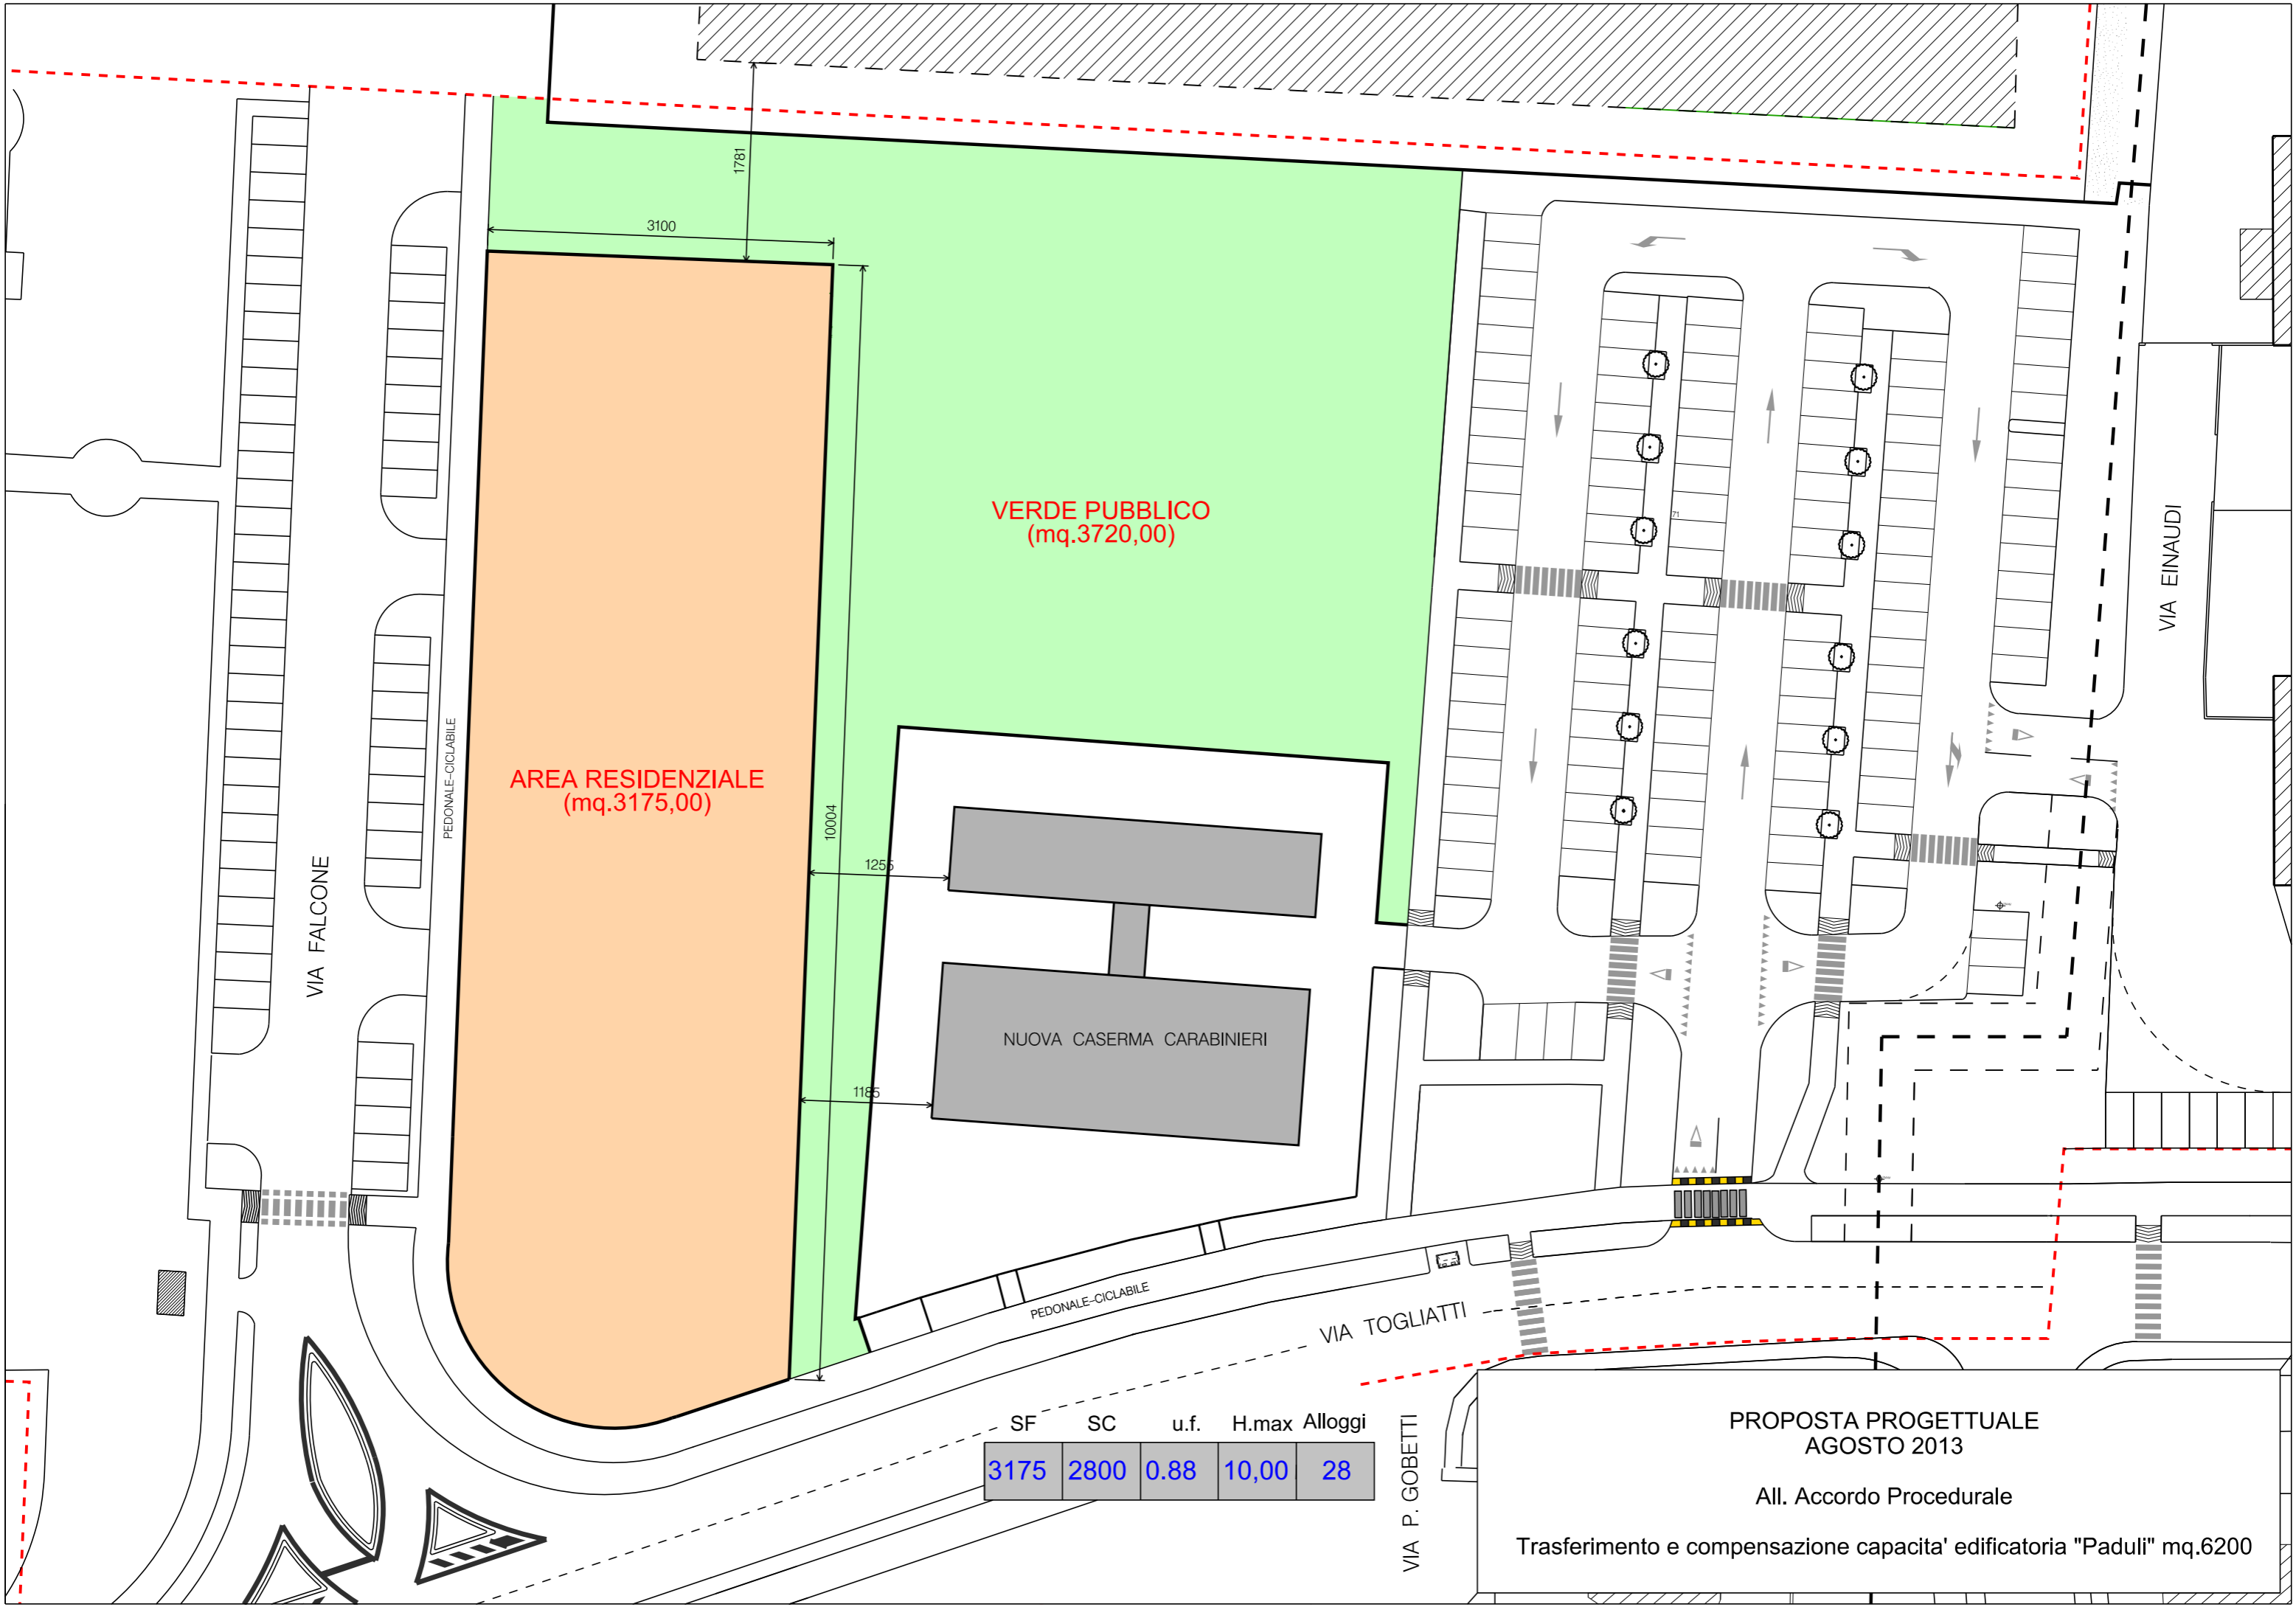 1781
3100
VERDE PUBBLICO
(mq.3720,00)
71
VIA EINAUDI
AREA RESIDENZIALE
(mq.3175,00)
PEDONALE-CICLABILE
10004
1255
VIA FALCONE
NUOVA CASERMA CARABINIERI
1185
PEDONALE-CICLABILE
VIA TOGLIATTI
VIA P. GOBETTI
SF SC u.f. H.max Alloggi
3175 2800 0.88 10,00 28
PROPOSTA PROGETTUALE
AGOSTO 2013
All. Accordo Procedurale
Trasferimento e compensazione capacita' edificatoria "Paduli" mq.6200